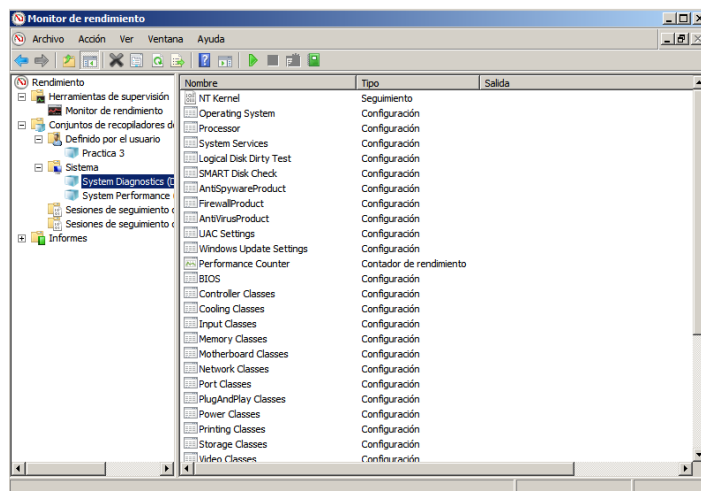 Monitor de rendimiento
Archivo Acción Ver Ventana Ayuda
Rendimiento
Herramientas de supervisión
Monitor de rendimiento
Conjuntos de recopiladores d
Definido por el usuario
Practica 3
Sistema
System Diagnostics (
System Performance
Sesiones de seguimiento
Sesiones de seguimiento
Informes
Nombre Tipo Salida
NT Kernel Seguimiento
Operating System Configuración
Processor Configuración
System Services Configuración
Logical Disk Dirty Test Configuración
SMART Disk Check Configuración
AntiSpywareProduct Configuración
FirewallProduct Configuración
AntiVirusProduct Configuración
UAC Settings Configuración
Windows Update Settings Configuración
Performance Counter Contador de rendimiento
BIOS Configuración
Controller Classes Configuración
Cooling Classes Configuración
Input Classes Configuración
Memory Classes Configuración
Motherboard Classes Configuración
Network Classes Configuración
Port Classes Configuración
PlugAndPlay Classes Configuración
Power Classes Configuración
Printing Classes Configuración
Storage Classes Configuración
Video Classes Configuración